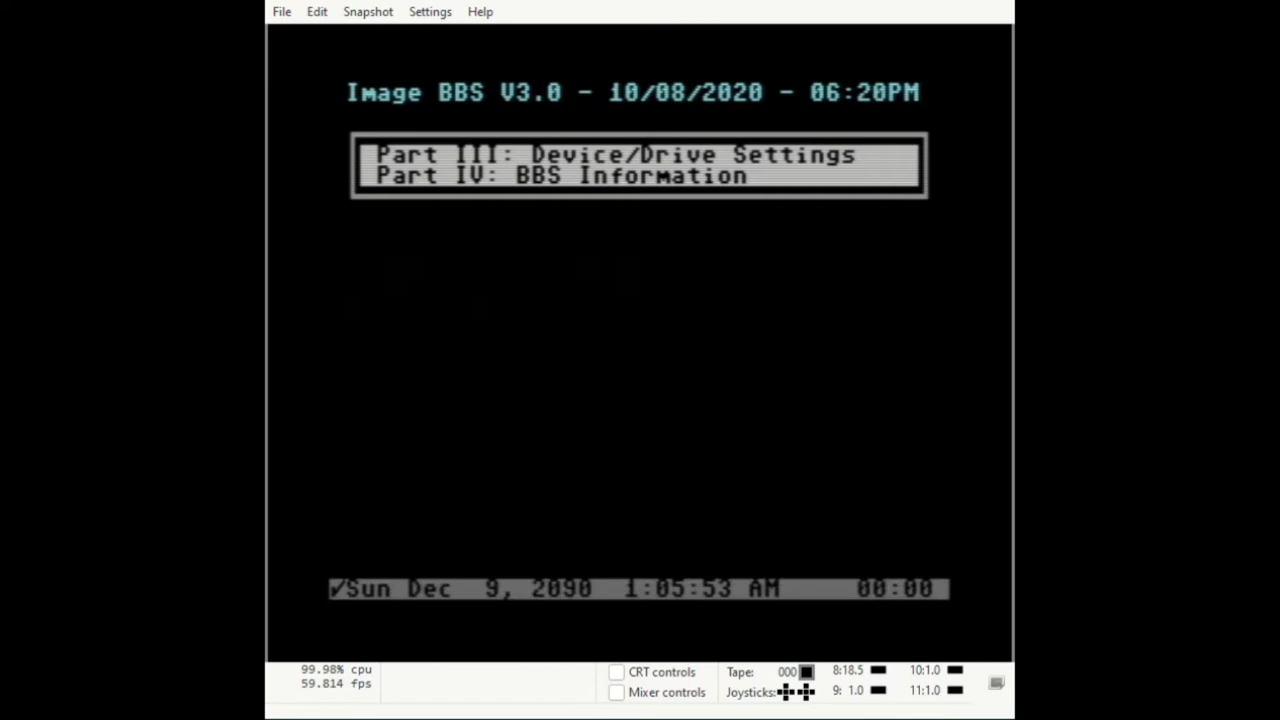 File Edit Snapshot Settings Help
Image BBS V3.0 - 10/08/2020 - 06:20PM
Part III: Device/Drive Settings
Part IV: BBS Information
✓Sun Dec 9, 2090 1:05:53 AM 00:00
99.98% cpu
59.814 fps
CRT controls
Mixer controls
Tape: 000
Joysticks:
8:18.5 10:1.0
9: 1.0 11:1.0